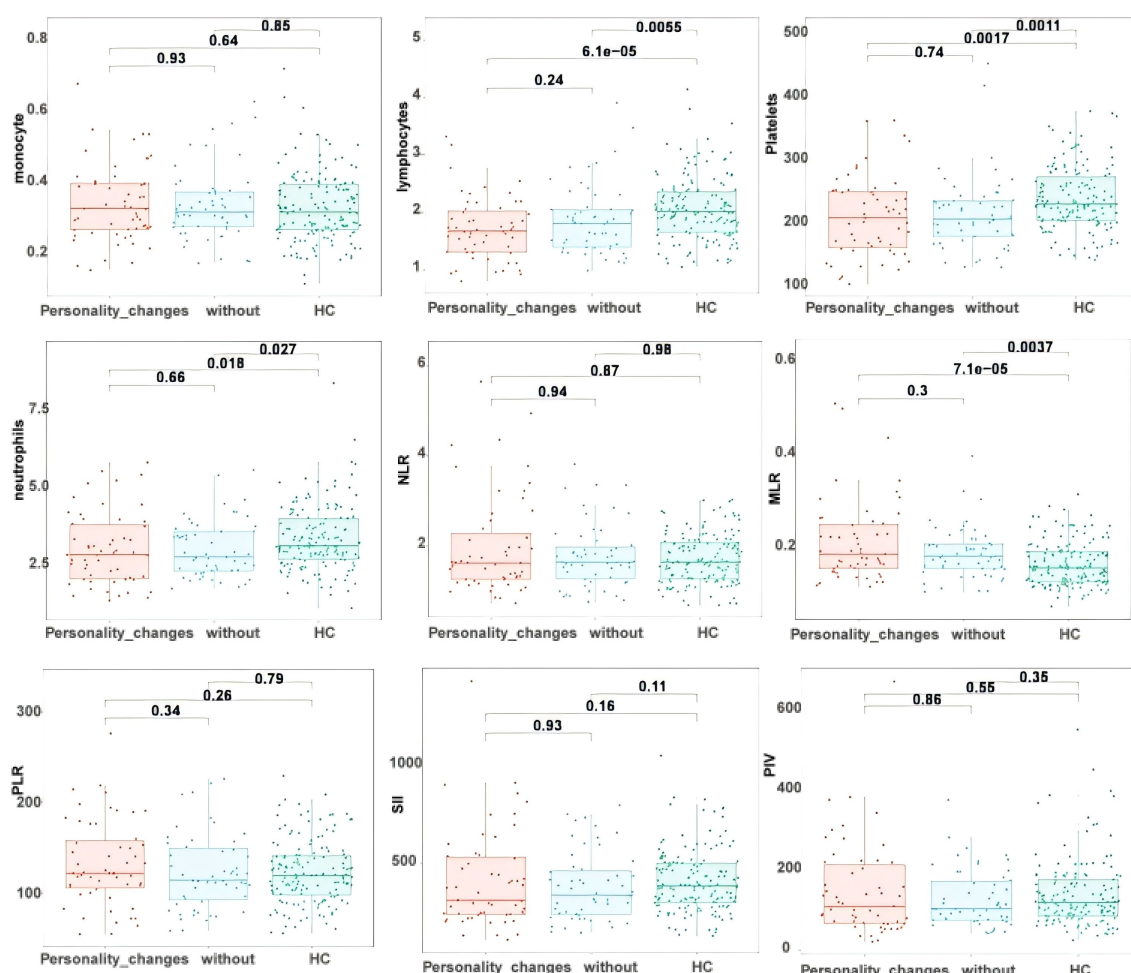 monocyte
0.8
0.6
0.4
0.2
0.85
0.64
0.93
Personality_changes without HC
lymphocytes
5
4
3
2
1
0.0055
6.1e-05
0.24
Personality_changes without HC
Platelets
500
400
300
200
100
0.0011
0.0017
0.74
Personality_changes without HC
neutrophils
7.5
5.0
2.5
0.027
0.018
0.66
Personality_changes without HC
NLR
6
4
2
0.98
0.87
0.94
Personality_changes without HC
MLR
0.6
0.4
0.2
0.0037
7.1e-05
0.3
Personality_changes without HC
PLR
300
200
100
0.79
0.26
0.34
Personality_changes without HC
SII
1000
500
0.11
0.16
0.93
Personality_changes without HC
PIV
600
400
200
0
0.35
0.55
0.86
Personality_changes without HC